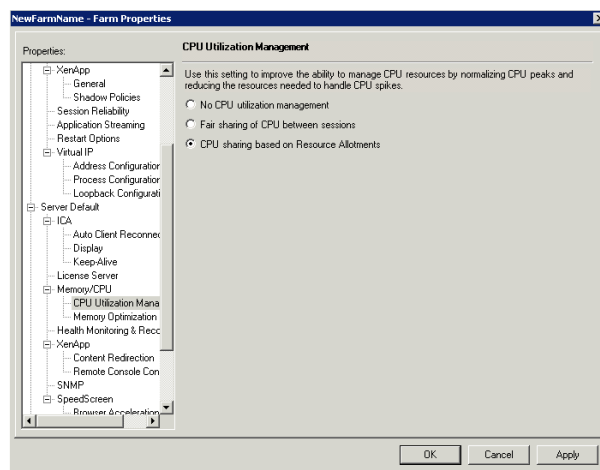 NewFarmName - Farm Properties
Properties:
XenApp
General
Shadow Policies
Session Reliability
Application Streaming
Restart Options
Virtual IP
Address Configuration
Process Configuration
Loopback Configurati
Server Default
ICA
Auto Client Reconnec
Display
Keep-Alive
License Server
Memory/CPU
CPU Utilization Mana
Memory Optimization
Health Monitoring & Recc
XenApp
Content Redirection
Remote Console Con
SNMP
SpeedScreen
Browser Acceleration
CPU Utilization Management
Use this setting to improve the ability to manage CPU resources by normalizing CPU peaks and
reducing the resources needed to handle CPU spikes.
No CPU utilization management
Fair sharing of CPU between sessions
CPU sharing based on Resource Allotments
OK Cancel Apply